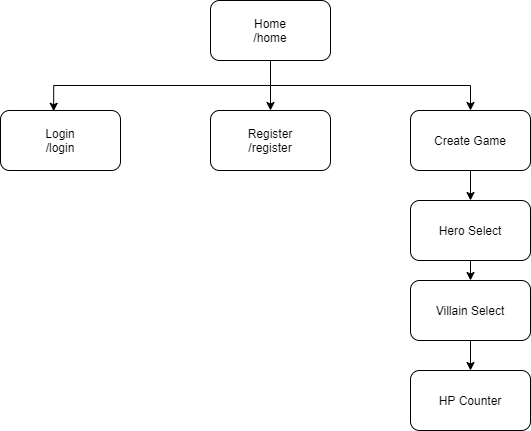 Home
/home
Login
/login
Register
/register
Create Game
Hero Select
Villain Select
HP Counter